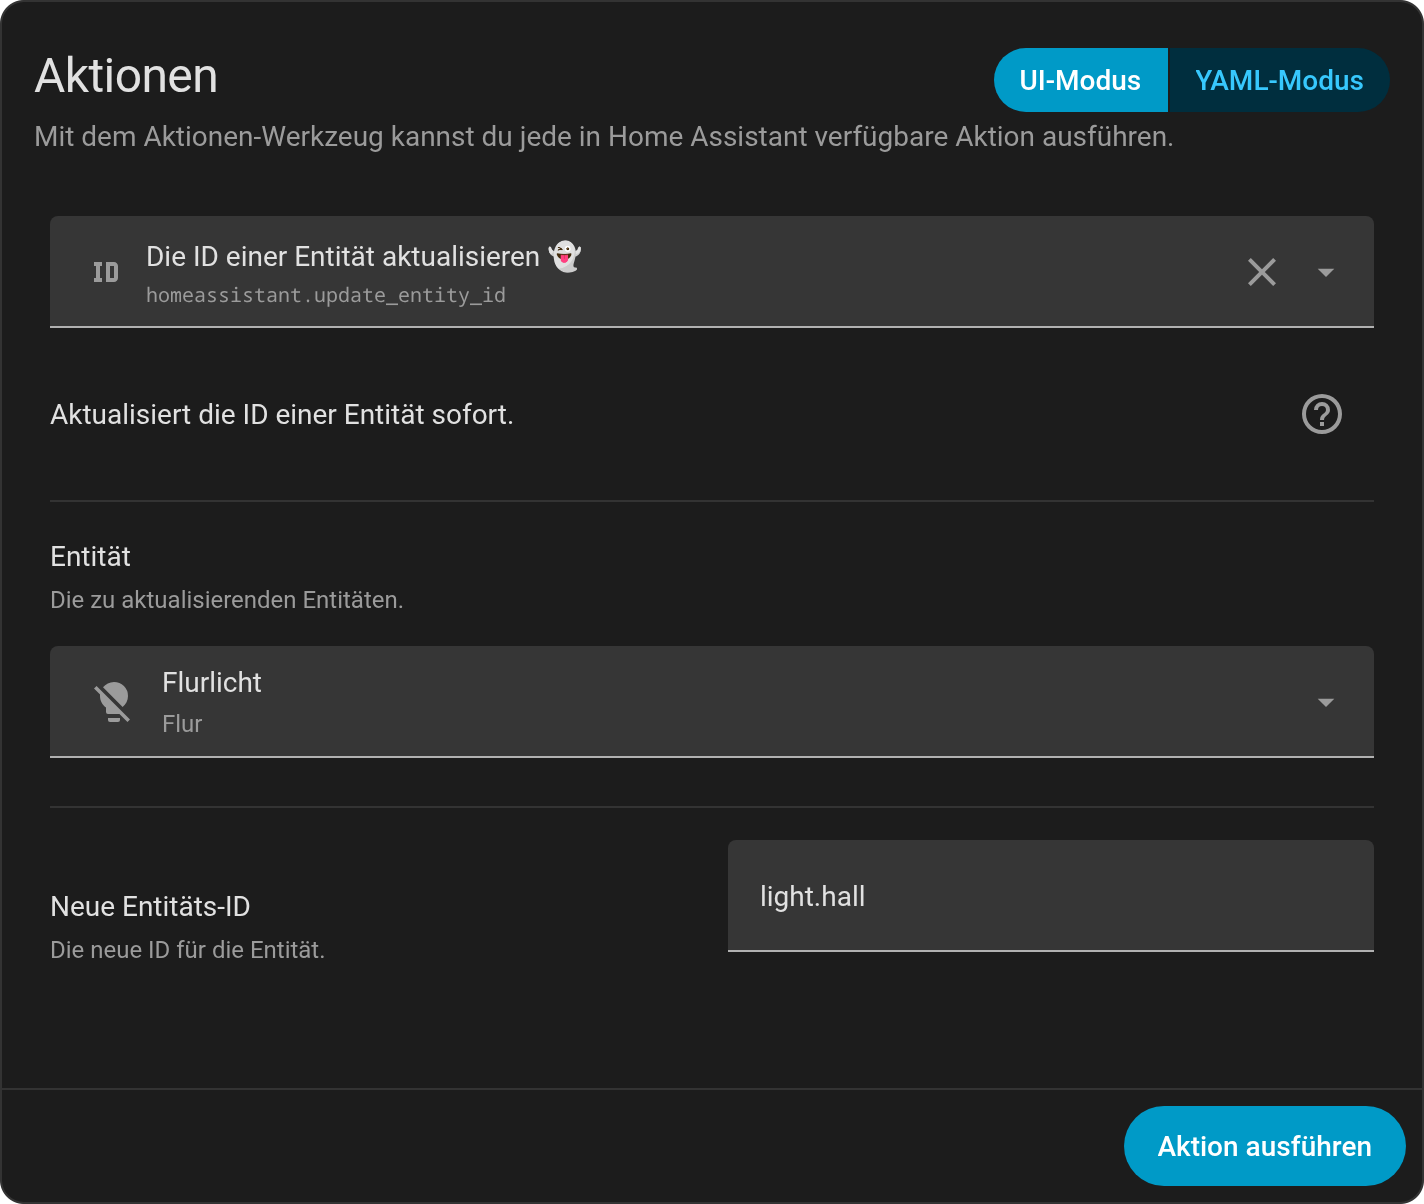 Aktionen
UI-Modus
YAML-Modus
Mit dem Aktionen-Werkzeug kannst du jede in Home Assistant verfügbare Aktion ausführen.
ID
Die ID einer Entität aktualisieren 👻
homeassistant.update_entity_id
Aktualisiert die ID einer Entität sofort.
Entität
Die zu aktualisierenden Entitäten.
Flurlicht
Flur
Neue Entitäts-ID
Die neue ID für die Entität.
light.hall
Aktion ausführen